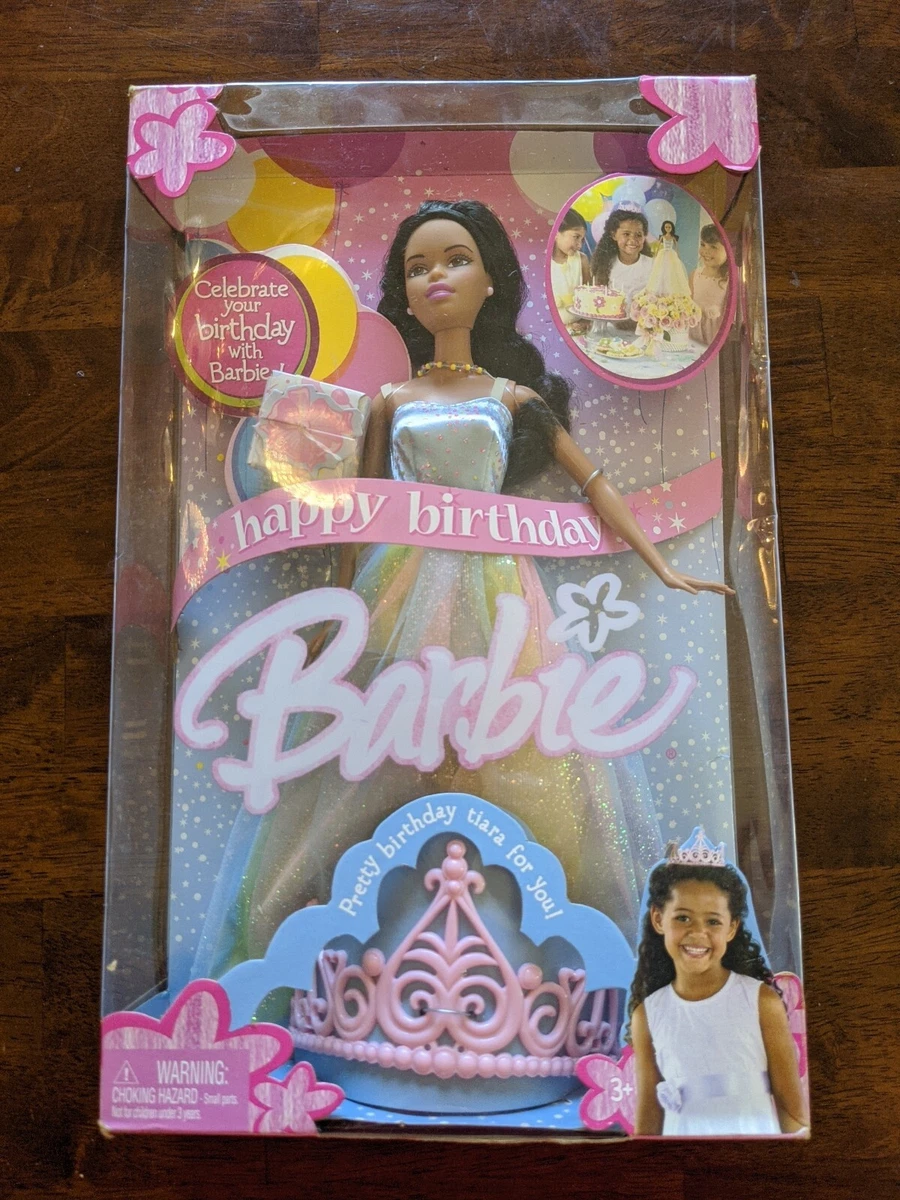 Celebrate
your
birthday
with
Barbie
happy birthday
Barbie
Pretty birthday tiara for you!
WARNING:
CHOKING HAZARD - Small parts.
Not for children under 3 years.
3+